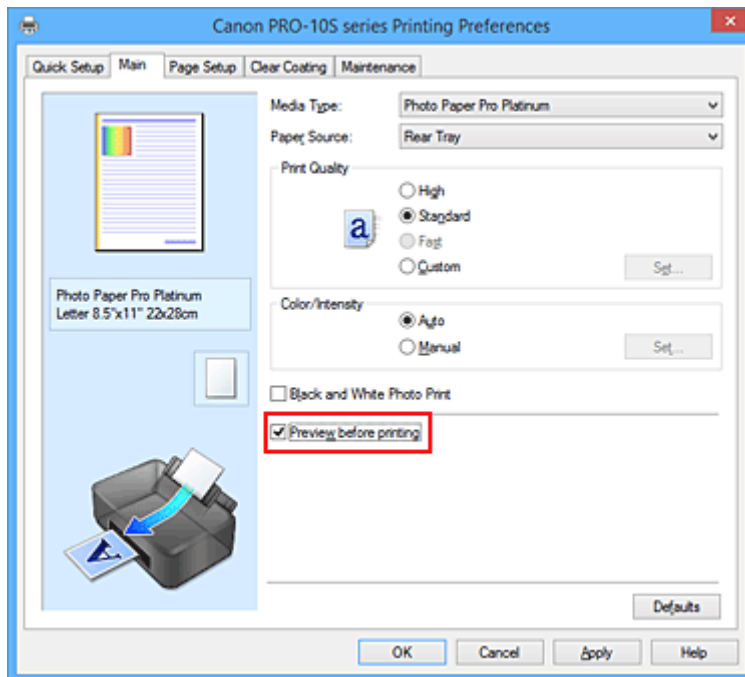 Canon PRO-10S series Printing Preferences
Quick Setup Main Page Setup Clear Coating Maintenance
Media Type: Photo Paper Pro Platinum
Paper Source: Rear Tray
Print Quality
High
a Standard
Fast
Custom Set...
Photo Paper Pro Platinum
Letter 8.5"x11" 22x28cm
Color/Intensity
Auto
Manual Set...
Black and White Photo Print
Preview before printing
A
Defaults
OK Cancel Apply Help